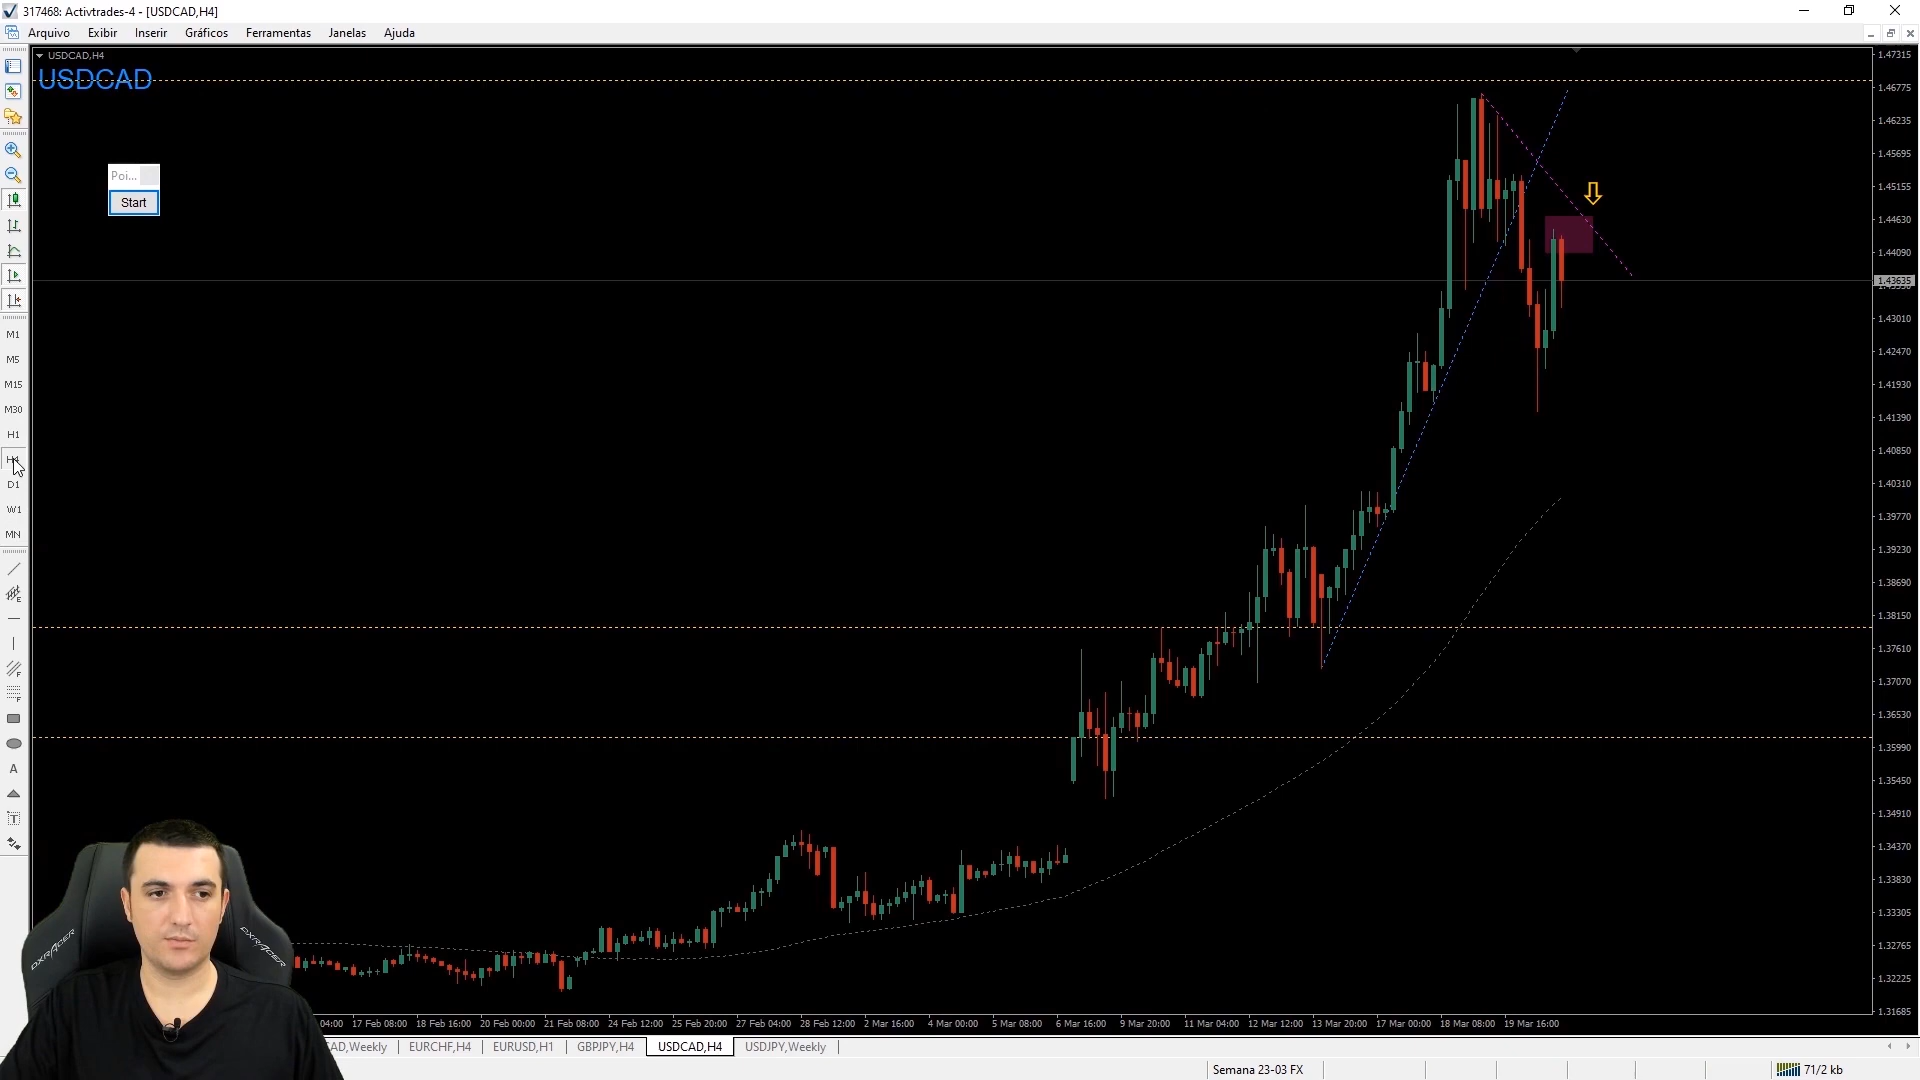 317468: Activtrades-4 - [USDCAD,H4]
Arquivo Exibir Inserir Gráficos Ferramentas Janelas Ajuda
USDCAD,H4
USDCAD
Poi...
Start
M1
M5
M15
M30
H1
H4
D1
W1
MN
1.47315
1.46775
1.46235
1.45695
1.45155
1.44630
1.44090
1.43635
1.43010
1.42470
1.41930
1.41390
1.40850
1.40310
1.39770
1.39230
1.38690
1.38150
1.37610
1.37070
1.36530
1.35990
1.35450
1.34910
1.34370
1.33830
1.33305
1.32765
1.32225
1.31685
DXRACER
DXRACER
04:00 17 Feb 08:00 18 Feb 16:00 20 Feb 00:00 21 Feb 08:00 24 Feb 12:00 25 Feb 20:00 27 Feb 04:00 28 Feb 12:00 2 Mar 16:00 4 Mar 00:00 5 Mar 08:00 6 Mar 16:00 9 Mar 20:00 11 Mar 04:00 12 Mar 12:00 13 Mar 20:00 17 Mar 00:00 18 Mar 08:00 19 Mar 16:00
AD,Weekly EURCHF,H4 EURUSD,H1 GBPJPY,H4 USDCAD,H4 USDJPY,Weekly
Semana 23-03 FX
71/2 kb